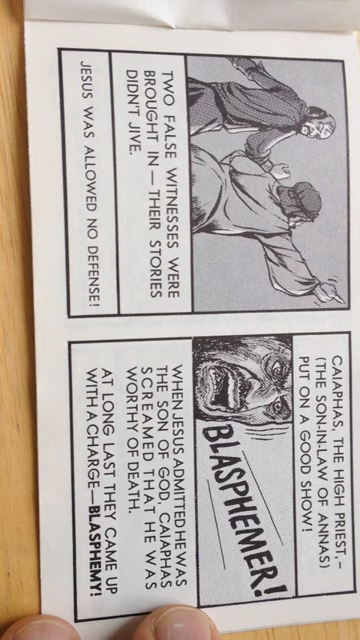 TWO FALSE WITNESSES WERE
BROUGHT IN — THEIR STORIES
DIDN'T JIVE.
JESUS WAS ALLOWED NO DEFENSE!
CAIAPHAS, THE HIGH PRIEST,-
(THE SON-IN-LAW OF ANNAS)
PUT ON A GOOD SHOW!
BLASPHEMER!
WHEN JESUS ADMITTED HE WAS
THE SON OF GOD, CAIAPHAS
SCREAMED THAT HE WAS
WORTHY OF DEATH.
AT LONG LAST THEY CAME UP
WITH A CHARGE—BLASPHEMY!